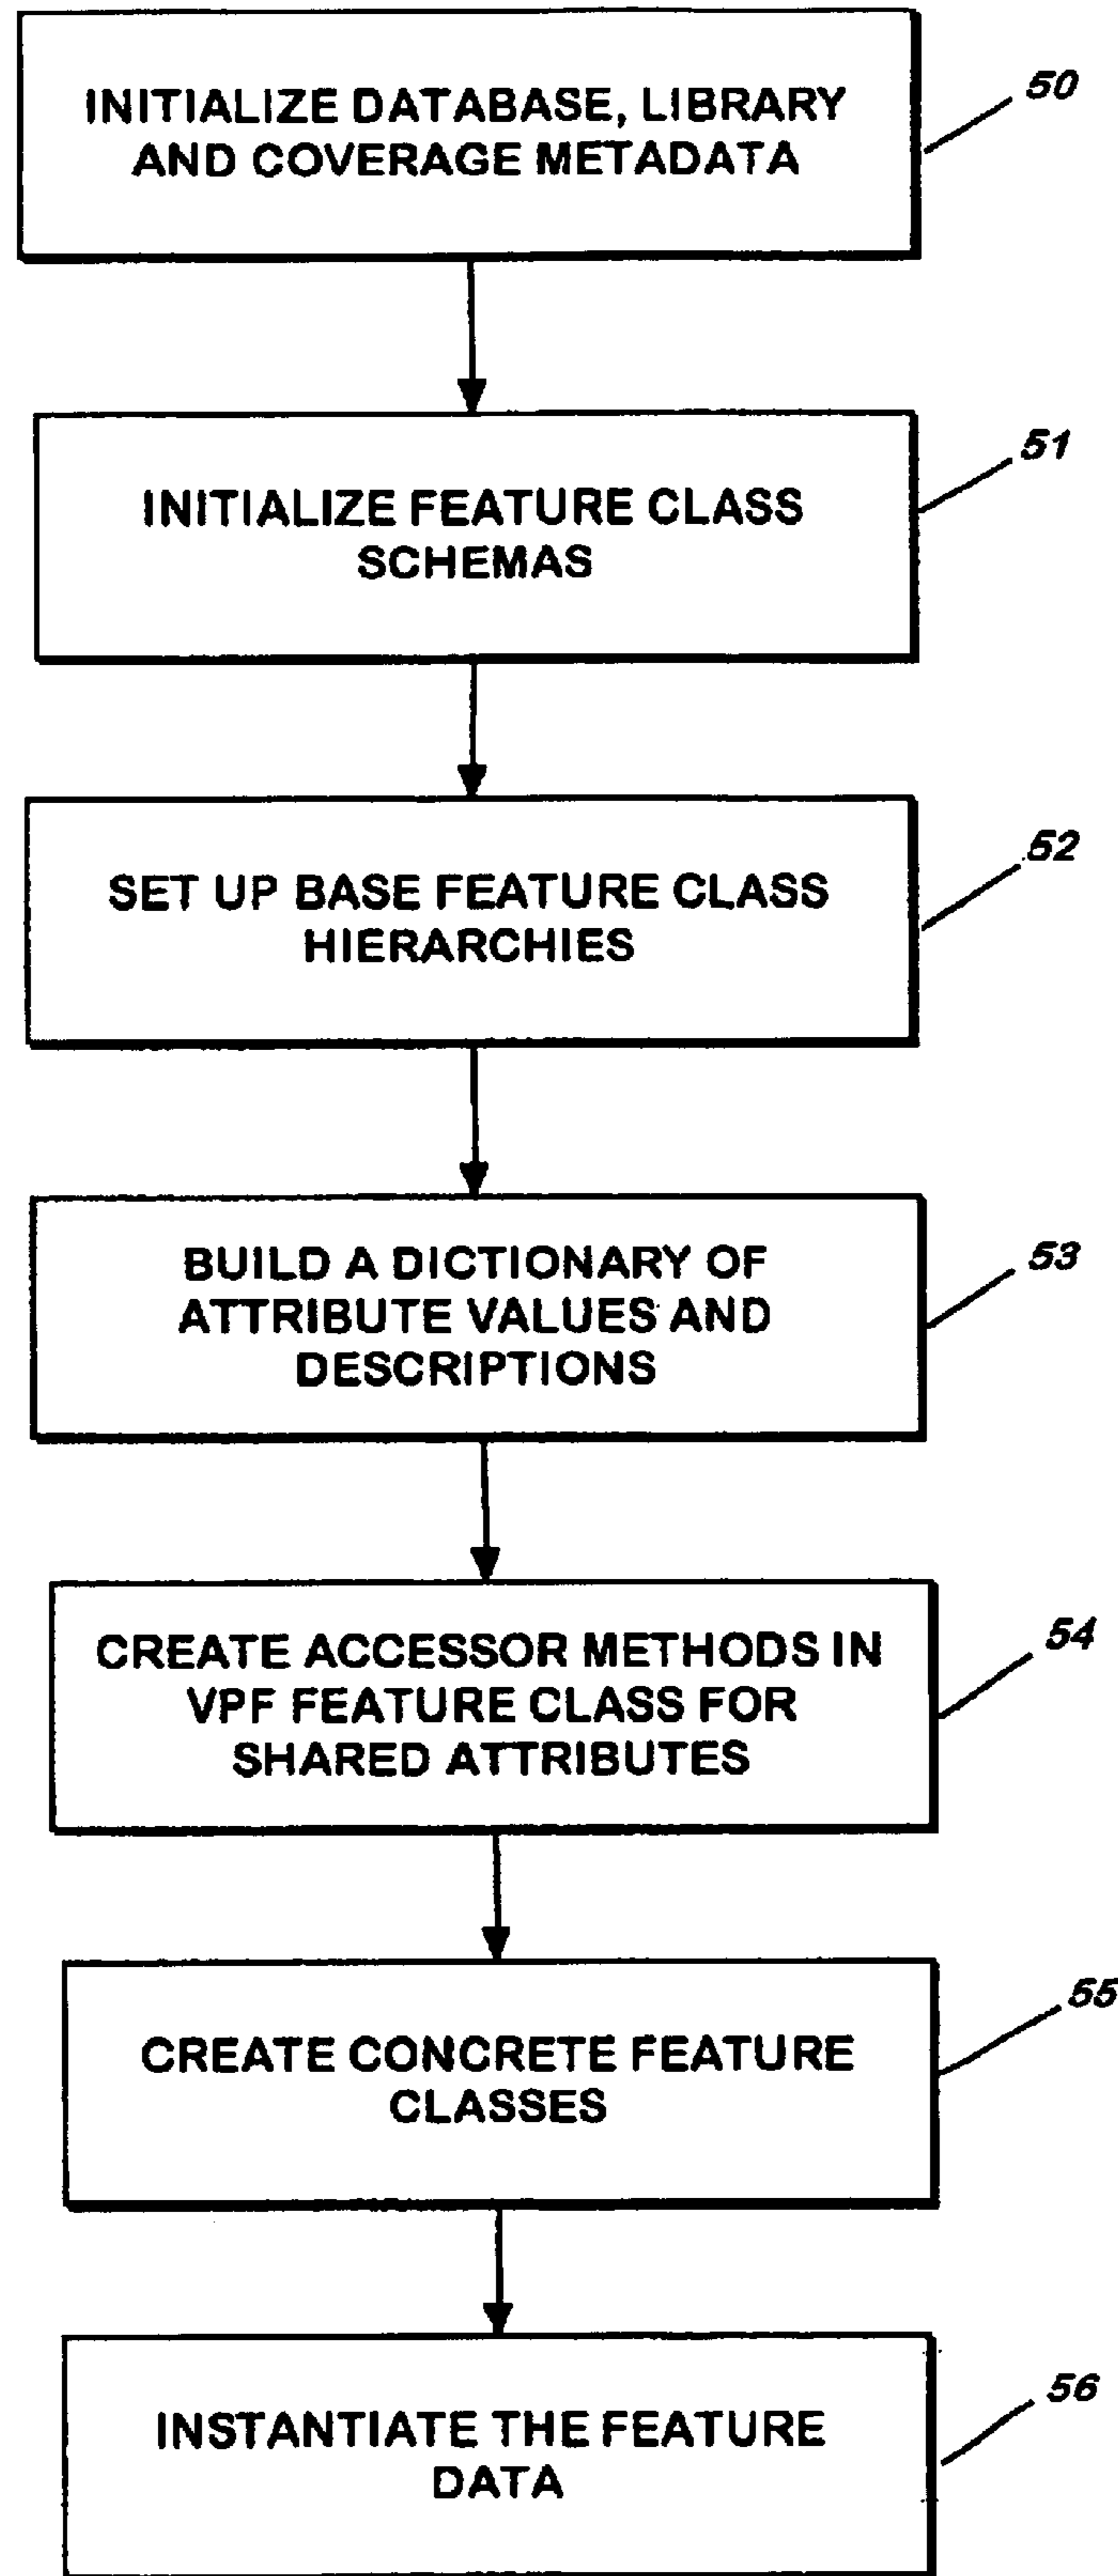 INITIALIZE DATABASE, LIBRARY
AND COVERAGE METADATA
50
INITIALIZE FEATURE CLASS
SCHEMAS
51
SET UP BASE FEATURE CLASS
HIERARCHIES
52
BUILD A DICTIONARY OF
ATTRIBUTE VALUES AND
DESCRIPTIONS
53
CREATE ACCESSOR METHODS IN
VPF FEATURE CLASS FOR
SHARED ATTRIBUTES
54
CREATE CONCRETE FEATURE
CLASSES
55
INSTANTIATE THE FEATURE
DATA
56